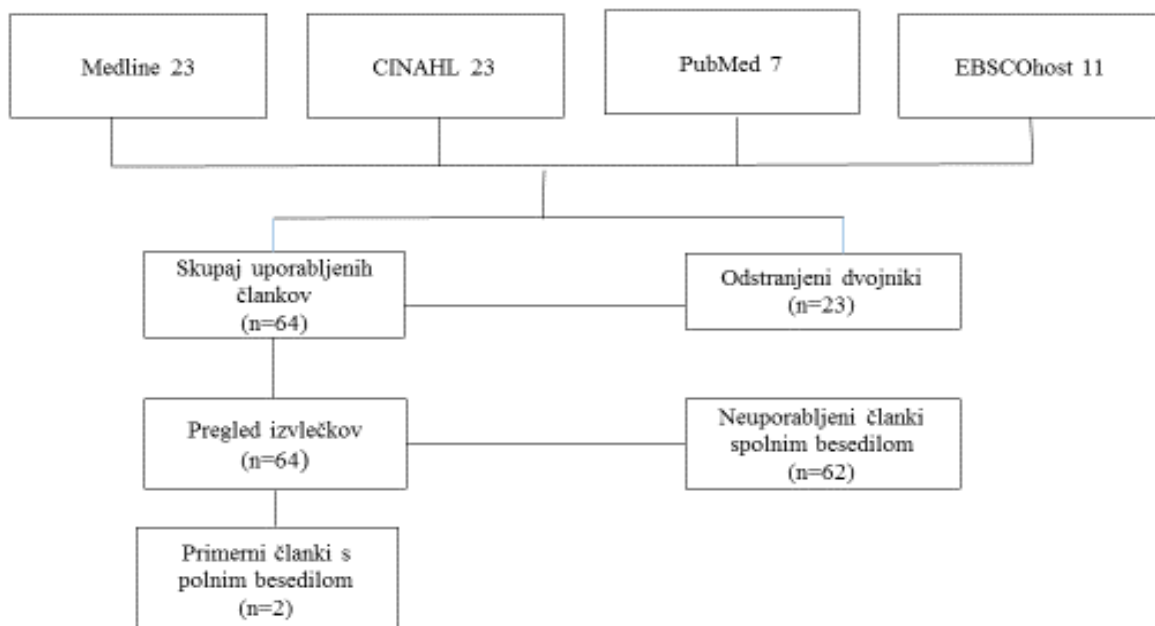 Medline 23
CINAHL 23
PubMed 7
EBSCOhost 11
Skupaj uporabljenih
člankov
(n=64)
Odstranjeni dvojniki
(n=23)
Pregled izvlečkov
(n=64)
Neuporabljeni članki
spolnim besedilom
(n=62)
Primerni članki s
polnim besedilom
(n=2)